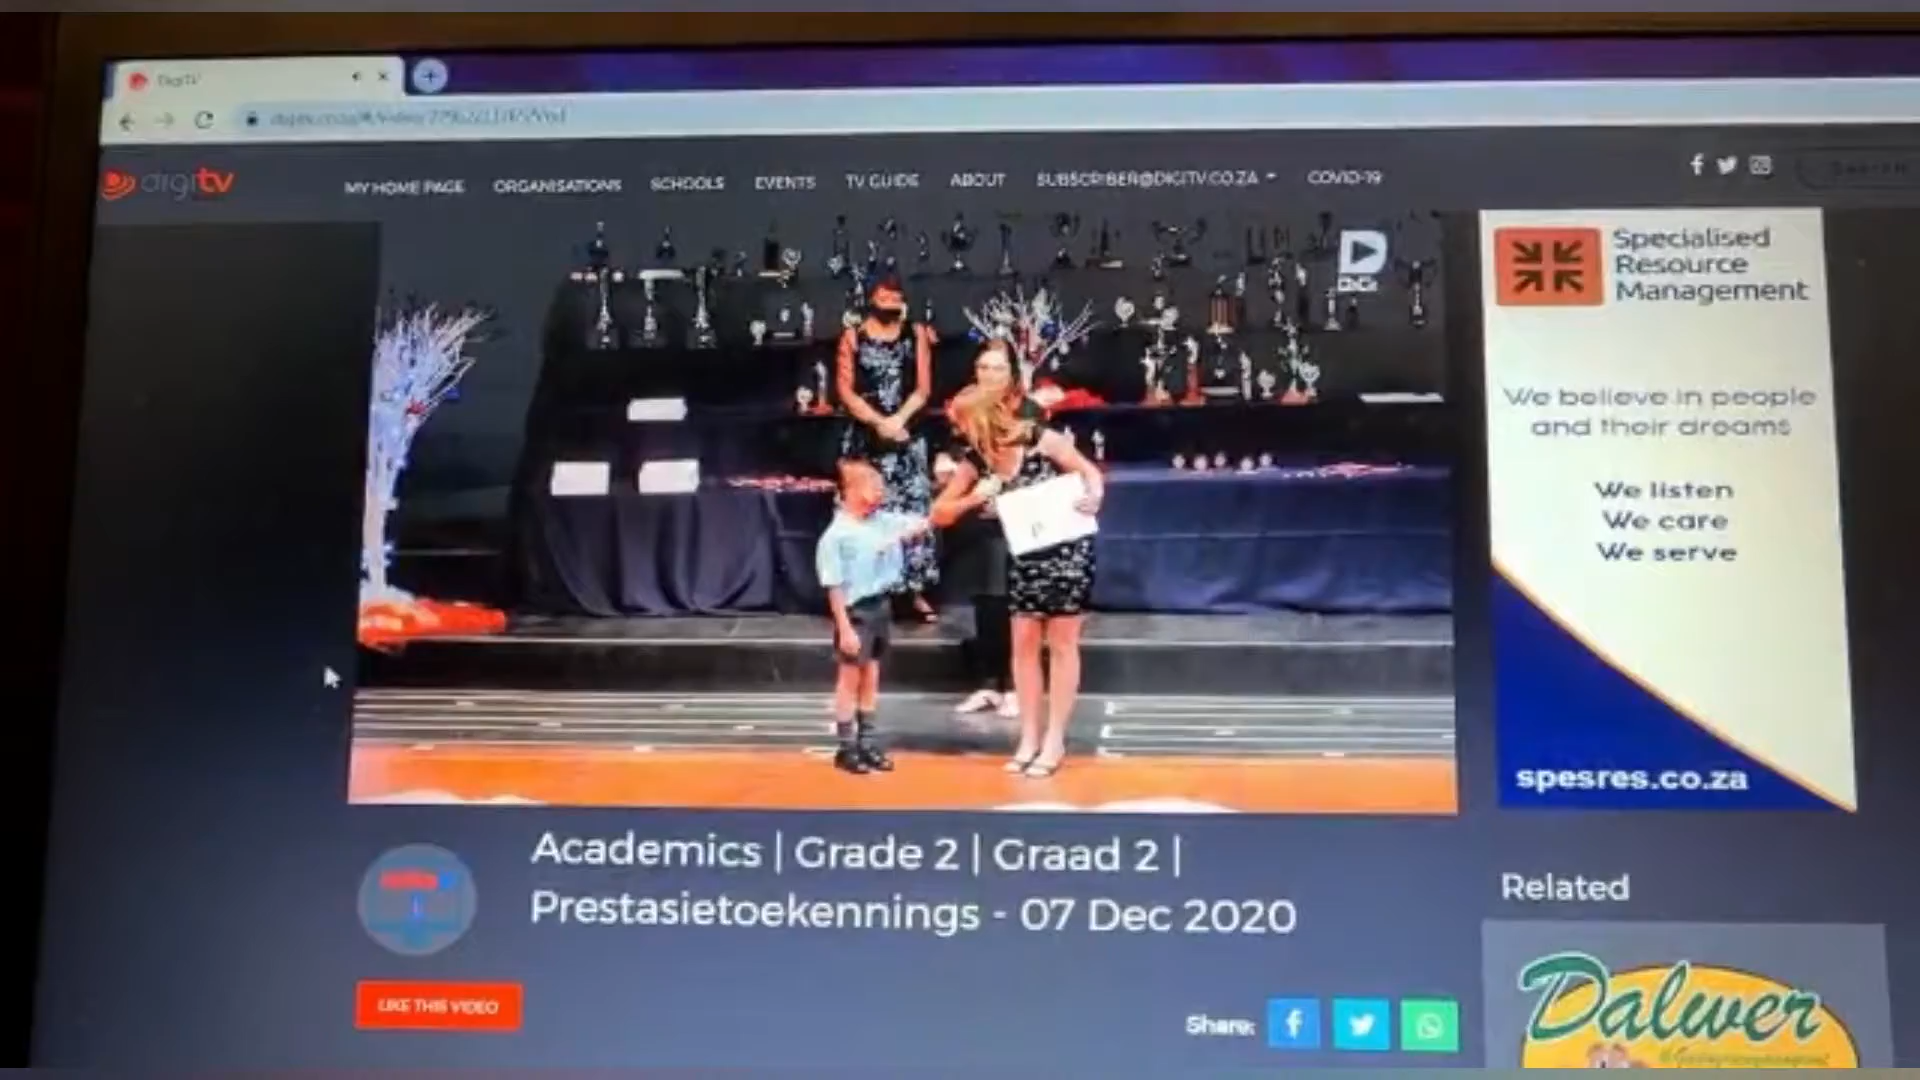 DigiTV
digitv
MY HOME PAGE ORGANISATIONS SCHOOLS EVENTS TV GUIDE ABOUT SUBSCRIBER@DIGITV.CO.ZA COVID-19
DiGi
Specialised
Resource
Management
We believe in people
and their dreams
We listen
We care
We serve
spesres.co.za
Academics | Grade 2 | Graad 2 |
Prestasietoekennings - 07 Dec 2020
LIKE THIS VIDEO
Share:
Related
Dalwer